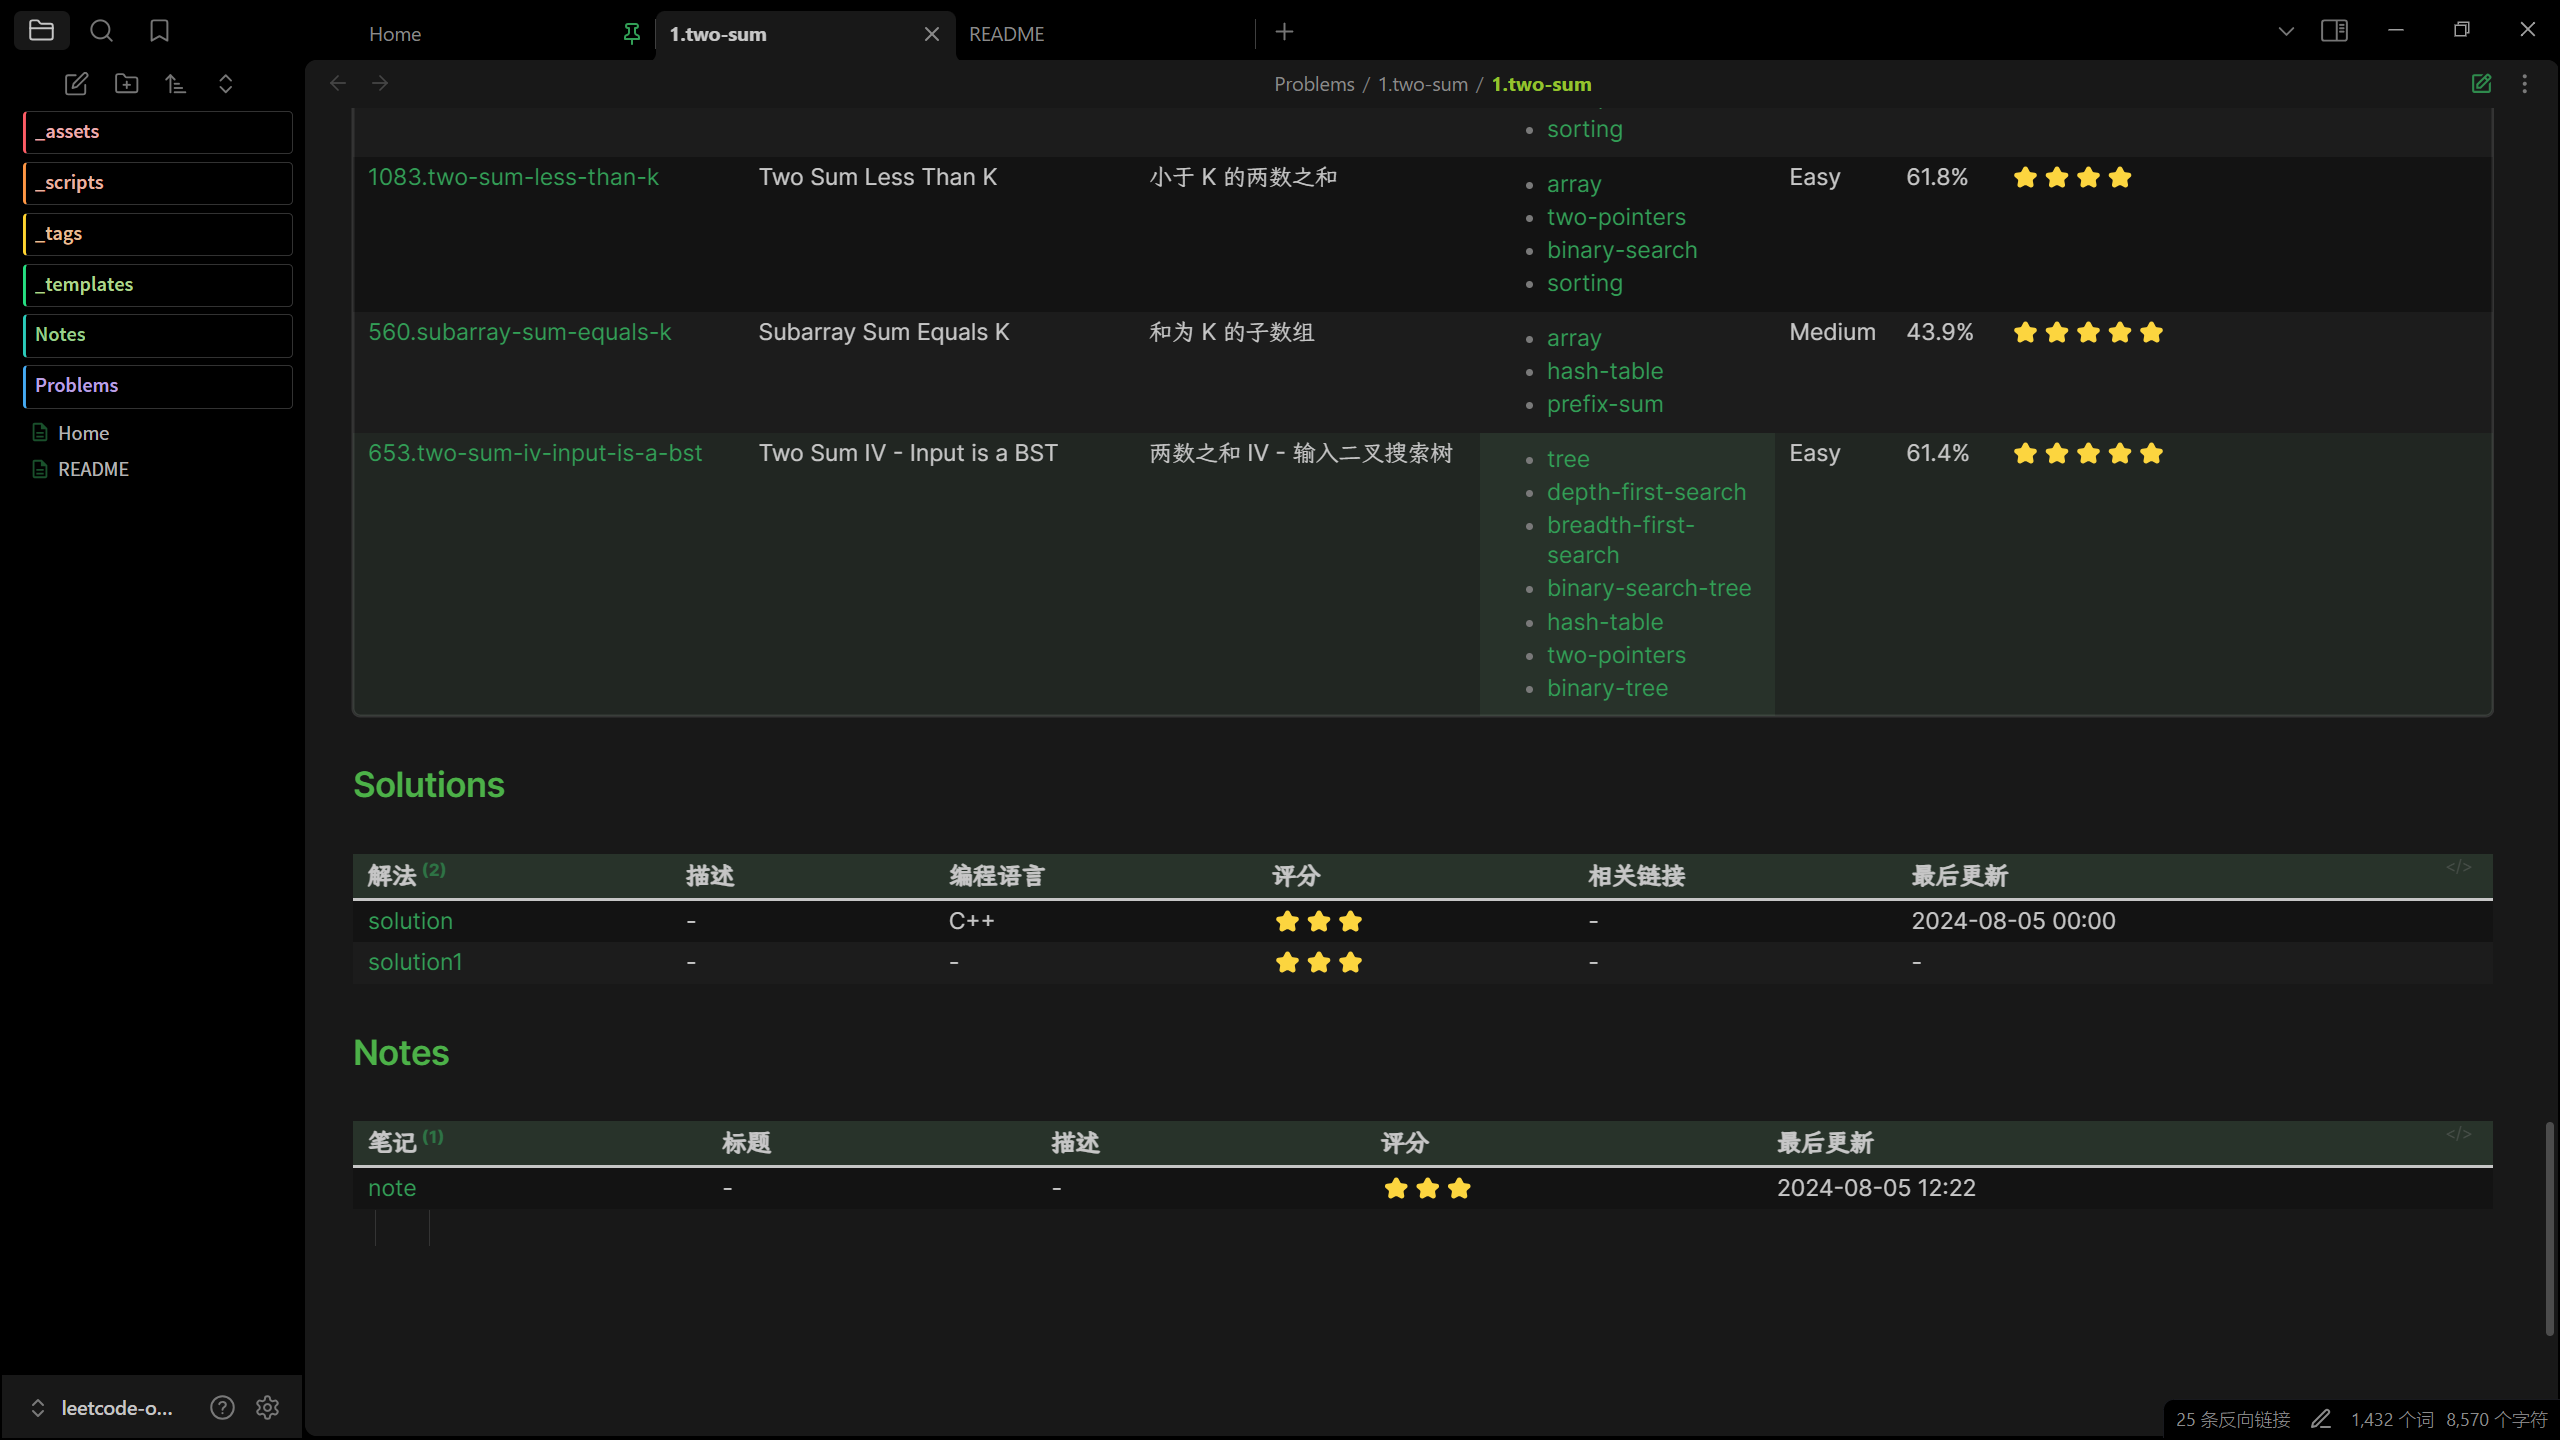 Home
1.two-sum
README
Problems / 1.two-sum / 1.two-sum
_assets
_scripts
_tags
_templates
Notes
Problems
Home
README
sorting
1083.two-sum-less-than-k Two Sum Less Than K 小于 K 的两数之和 Easy 61.8%
array
two-pointers
binary-search
sorting
560.subarray-sum-equals-k Subarray Sum Equals K 和为 K 的子数组 Medium 43.9%
array
hash-table
prefix-sum
653.two-sum-iv-input-is-a-bst Two Sum IV - Input is a BST 两数之和 IV - 输入二叉搜索树 Easy 61.4%
tree
depth-first-search
breadth-first-
search
binary-search-tree
hash-table
two-pointers
binary-tree
Solutions
解法 (2) 描述 编程语言 评分 相关链接 最后更新 </>
solution - C++ - 2024-08-05 00:00
solution1 - - - -
Notes
笔记 (1) 标题 描述 评分 最后更新 </>
note - - 2024-08-05 12:22
leetcode-o...
25 条反向链接 1,432 个词 8,570 个字符